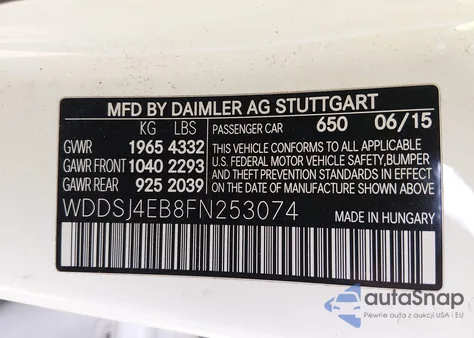 MFD BY DAIMLER AG STUTTGART
KG LBS PASSENGER CAR 650 06/15
GVWR 1965 4332
GAWR FRONT 1040 2293
GAWR REAR 925 2039
THIS VEHICLE CONFORMS TO ALL APPLICABLE
U.S. FEDERAL MOTOR VEHICLE SAFETY, BUMPER
AND THEFT PREVENTION STANDARDS IN EFFECT
ON THE DATE OF MANUFACTURE SHOWN ABOVE.
WDDSJ4EB8FN253074 MADE IN HUNGARY
autoSnap
Pewne auto z USA i EU